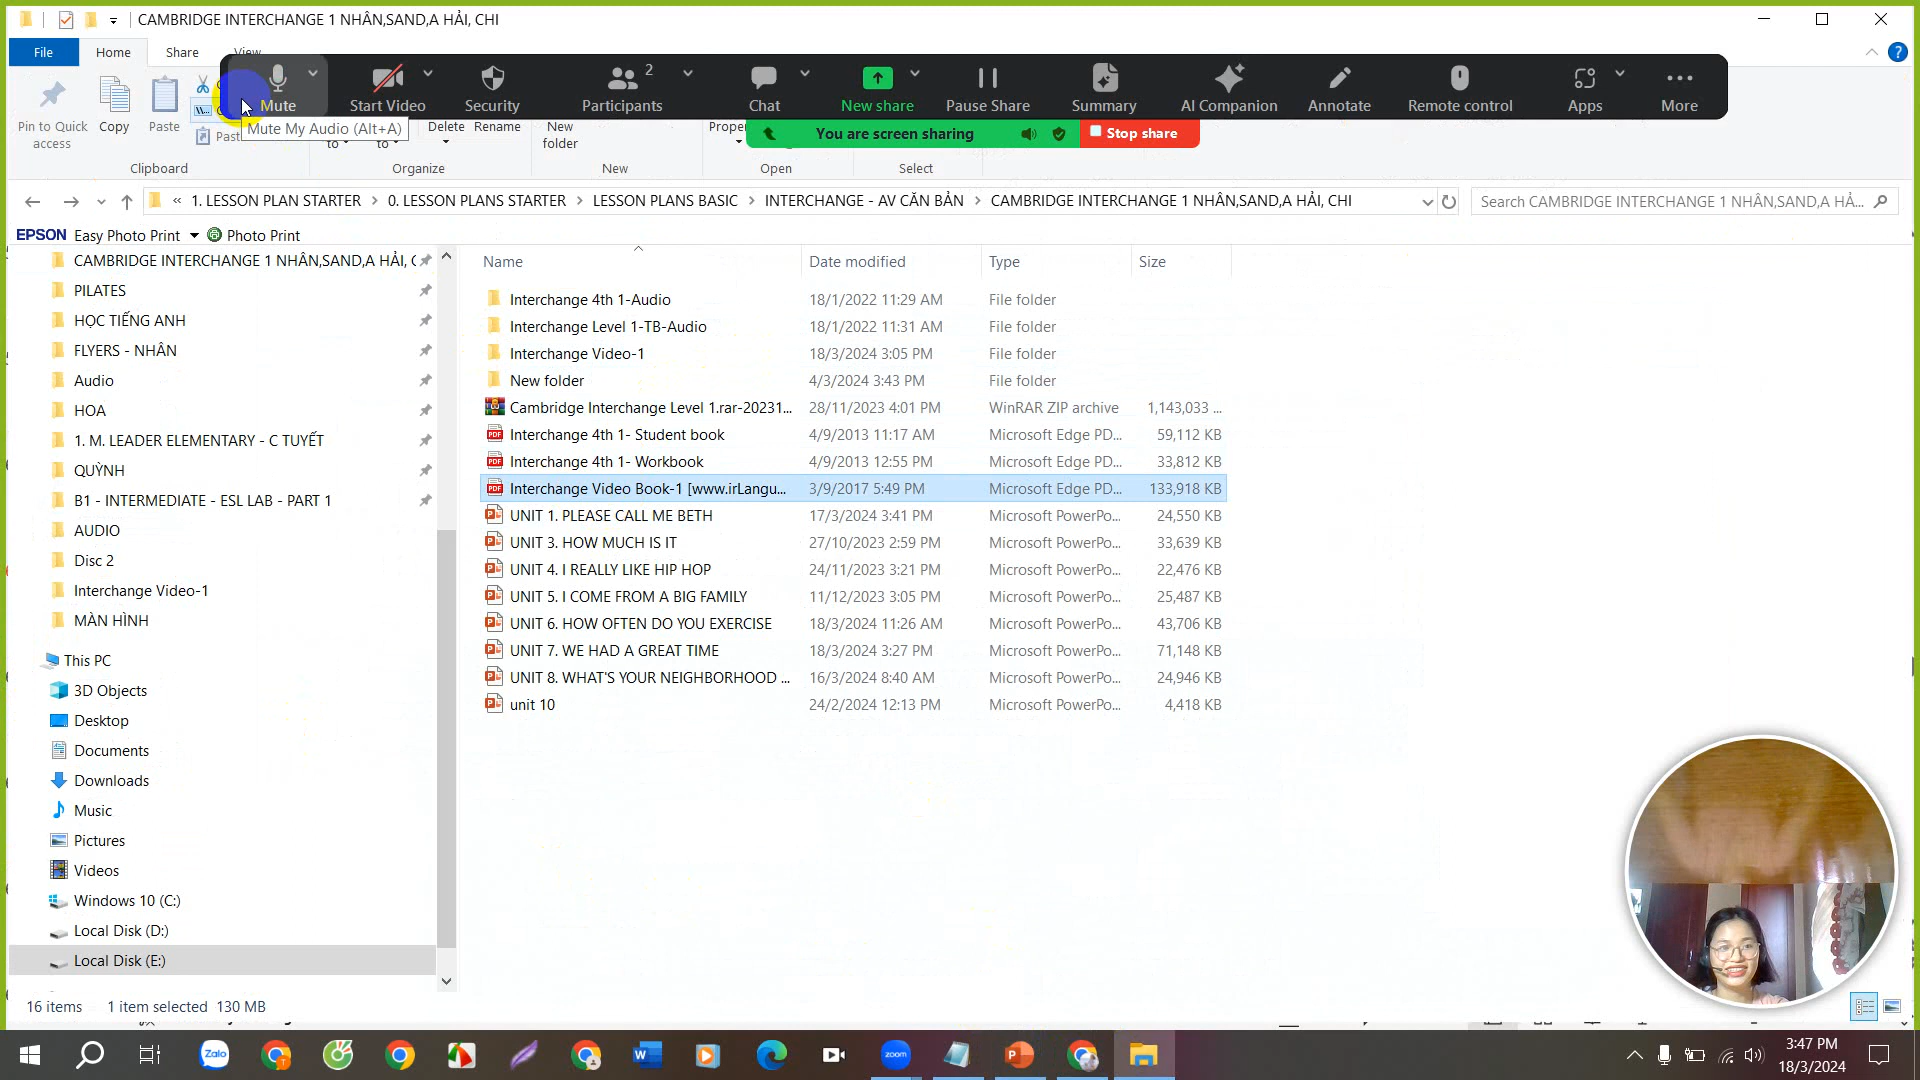 CAMBRIDGE INTERCHANGE 1 NHÂN,SAND,A HẢI, CHI
File Home Share View
Mute Start Video Security Participants 2 Chat New share Pause Share Summary AI Companion Annotate Remote control Apps More
Mute My Audio (Alt+A)
You are screen sharing Stop share
Pin to Quick access Copy Paste
to to Delete Rename New folder
Clipboard Organize New Open Select
« 1. LESSON PLAN STARTER > 0. LESSON PLANS STARTER > LESSON PLANS BASIC > INTERCHANGE - AV CĂN BẢN > CAMBRIDGE INTERCHANGE 1 NHÂN,SAND,A HẢI, CHI
Search CAMBRIDGE INTERCHANGE 1 NHÂN,SAND,A HẢ...
EPSON Easy Photo Print Photo Print
CAMBRIDGE INTERCHANGE 1 NHÂN,SAND,A HẢI,
PILATES
HỌC TIẾNG ANH
FLYERS - NHÂN
Audio
HOA
1. M. LEADER ELEMENTARY - C TUYẾT
QUỲNH
B1 - INTERMEDIATE - ESL LAB - PART 1
AUDIO
Disc 2
Interchange Video-1
MÀN HÌNH
This PC
3D Objects
Desktop
Documents
Downloads
Music
Pictures
Videos
Windows 10 (C:)
Local Disk (D:)
Local Disk (E:)
Name Date modified Type Size
Interchange 4th 1-Audio 18/1/2022 11:29 AM File folder
Interchange Level 1-TB-Audio 18/1/2022 11:31 AM File folder
Interchange Video-1 18/3/2024 3:05 PM File folder
New folder 4/3/2024 3:43 PM File folder
Cambridge Interchange Level 1.rar-20231... 28/11/2023 4:01 PM WinRAR ZIP archive 1,143,033 ...
Interchange 4th 1- Student book 4/9/2013 11:17 AM Microsoft Edge PD... 59,112 KB
Interchange 4th 1- Workbook 4/9/2013 12:55 PM Microsoft Edge PD... 33,812 KB
Interchange Video Book-1 [www.irLangu... 3/9/2017 5:49 PM Microsoft Edge PD... 133,918 KB
UNIT 1. PLEASE CALL ME BETH 17/3/2024 3:41 PM Microsoft PowerPo... 24,550 KB
UNIT 3. HOW MUCH IS IT 27/10/2023 2:59 PM Microsoft PowerPo... 33,639 KB
UNIT 4. I REALLY LIKE HIP HOP 24/11/2023 3:21 PM Microsoft PowerPo... 22,476 KB
UNIT 5. I COME FROM A BIG FAMILY 11/12/2023 3:05 PM Microsoft PowerPo... 25,487 KB
UNIT 6. HOW OFTEN DO YOU EXERCISE 18/3/2024 11:26 AM Microsoft PowerPo... 43,706 KB
UNIT 7. WE HAD A GREAT TIME 18/3/2024 3:27 PM Microsoft PowerPo... 71,148 KB
UNIT 8. WHAT'S YOUR NEIGHBORHOOD ... 16/3/2024 8:40 AM Microsoft PowerPo... 24,946 KB
unit 10 24/2/2024 12:13 PM Microsoft PowerPo... 4,418 KB
16 items 1 item selected 130 MB
Zalo zoom
3:47 PM
18/3/2024